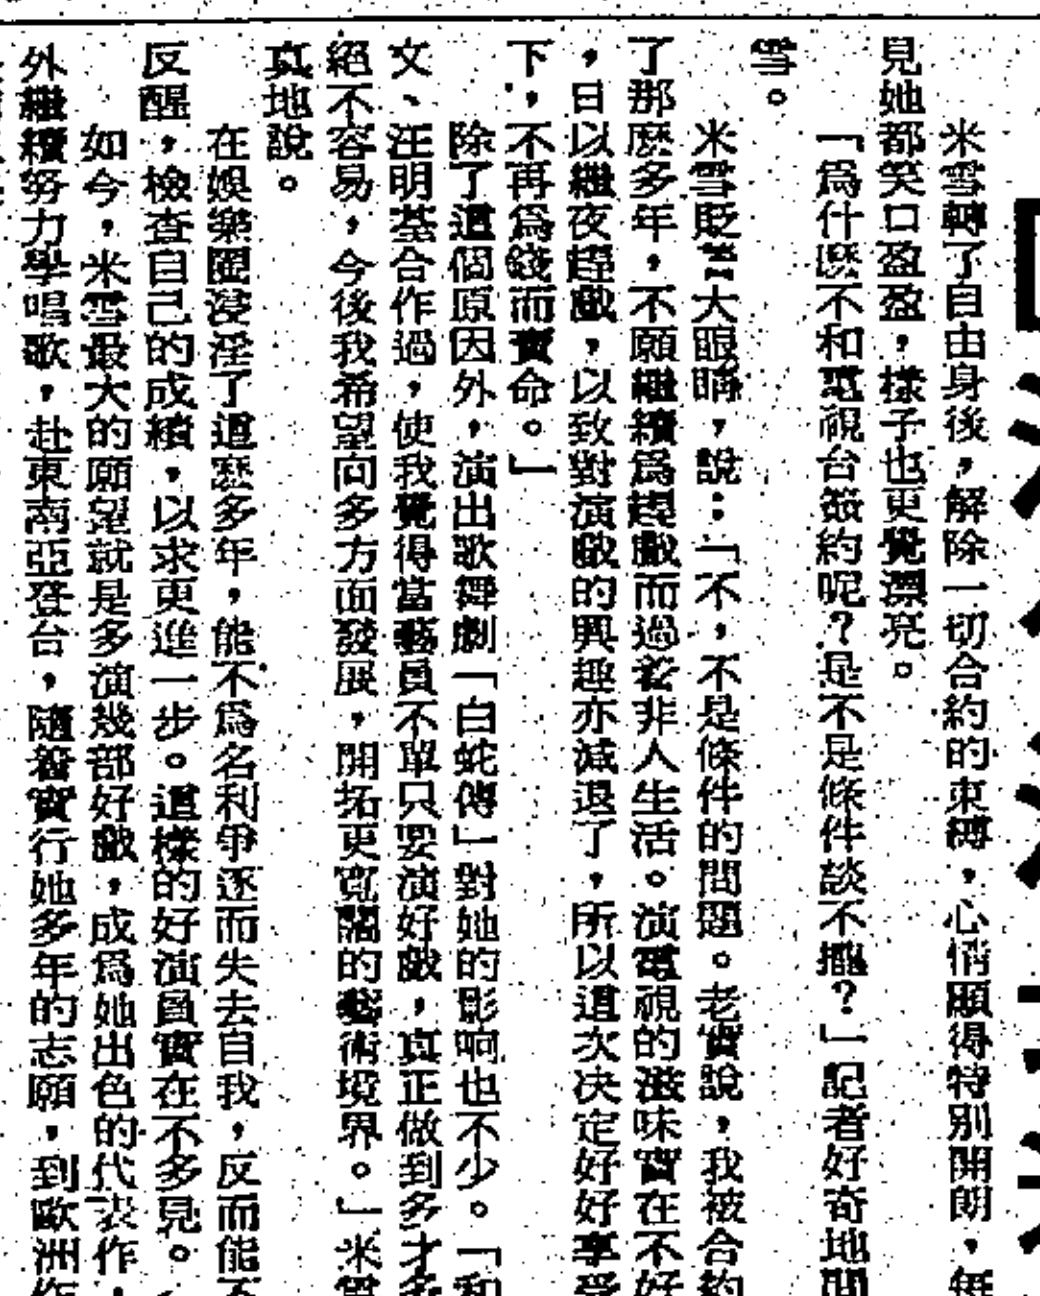 米雪轉了自由身後，解除一切合約的束縛，心情顯得特別開朗，每
見她都笑口盈盈，樣子也更覺漂亮。
「爲什麽不和電視台簽約呢？是不是條件談不攏？」記者好奇地問
雪。
米雪眨着大眼睛，說：「不，不是條件的問題。老實說，我被合約
了那麽多年，不願繼續爲趕戲而過着非人生活。演電視的滋味實在不好
，日以繼夜趕戲，以致對演戲的興趣亦減退了，所以這次决定好好享受
下，不再爲錢而賣命。」
除了這個原因外，演出歌舞劇「白蛇傳」對她的影响也不少。「和
文、汪明荃合作過，使我覺得當藝員不單只要演好戲，真正做到多才多
絕不容易，今後我希望向多方面發展，開拓更寬闊的藝術境界。」米雪
真地說。
在娛樂圈浸淫了這麽多年，能不爲名利爭逐而失去自我，反而能不
反醒，檢查自己的成績，以求更進一步。這樣的好演員實在不多見。
如今，米雪最大的願望就是多演幾部好戲，成爲她出色的代表作，
外繼續努力學唱歌，赴東南亞登台，隨着實行她多年的志願，到歐洲作